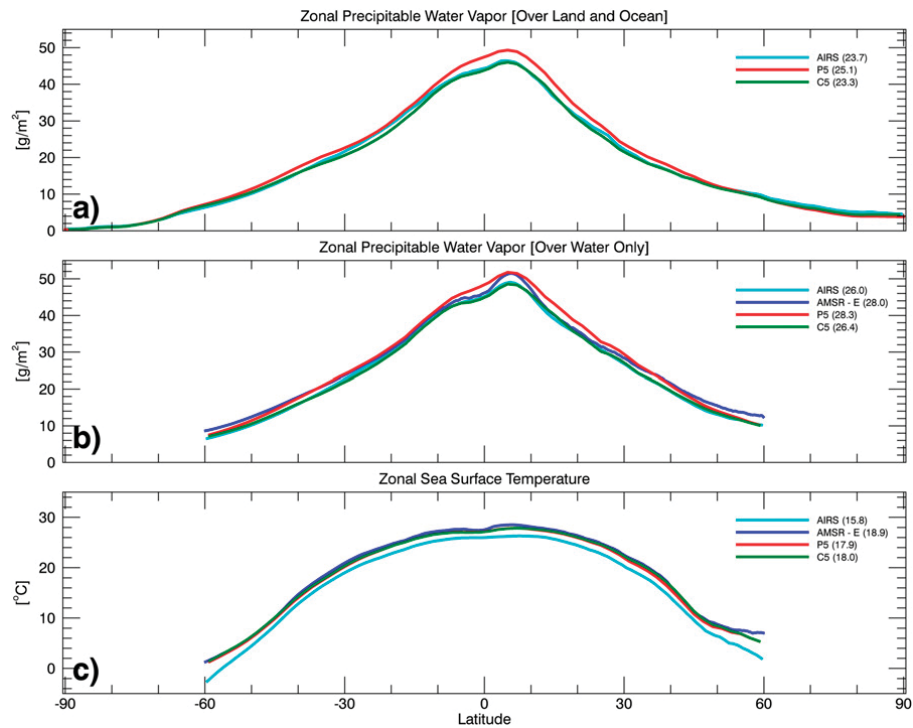 Zonal Precipitable Water Vapor [Over Land and Ocean]
50
40
30
20
10
0
[g/m²]
AIRS (23.7)
P5 (25.1)
C5 (23.3)
a)
Zonal Precipitable Water Vapor [Over Water Only]
50
40
30
20
10
0
[g/m²]
AIRS (26.0)
AMSR - E (28.0)
P5 (28.3)
C5 (26.4)
b)
Zonal Sea Surface Temperature
30
20
10
0
[°C]
AIRS (15.8)
AMSR - E (18.9)
P5 (17.9)
C5 (18.0)
c)
-90 -60 -30 0 30 60 90
Latitude